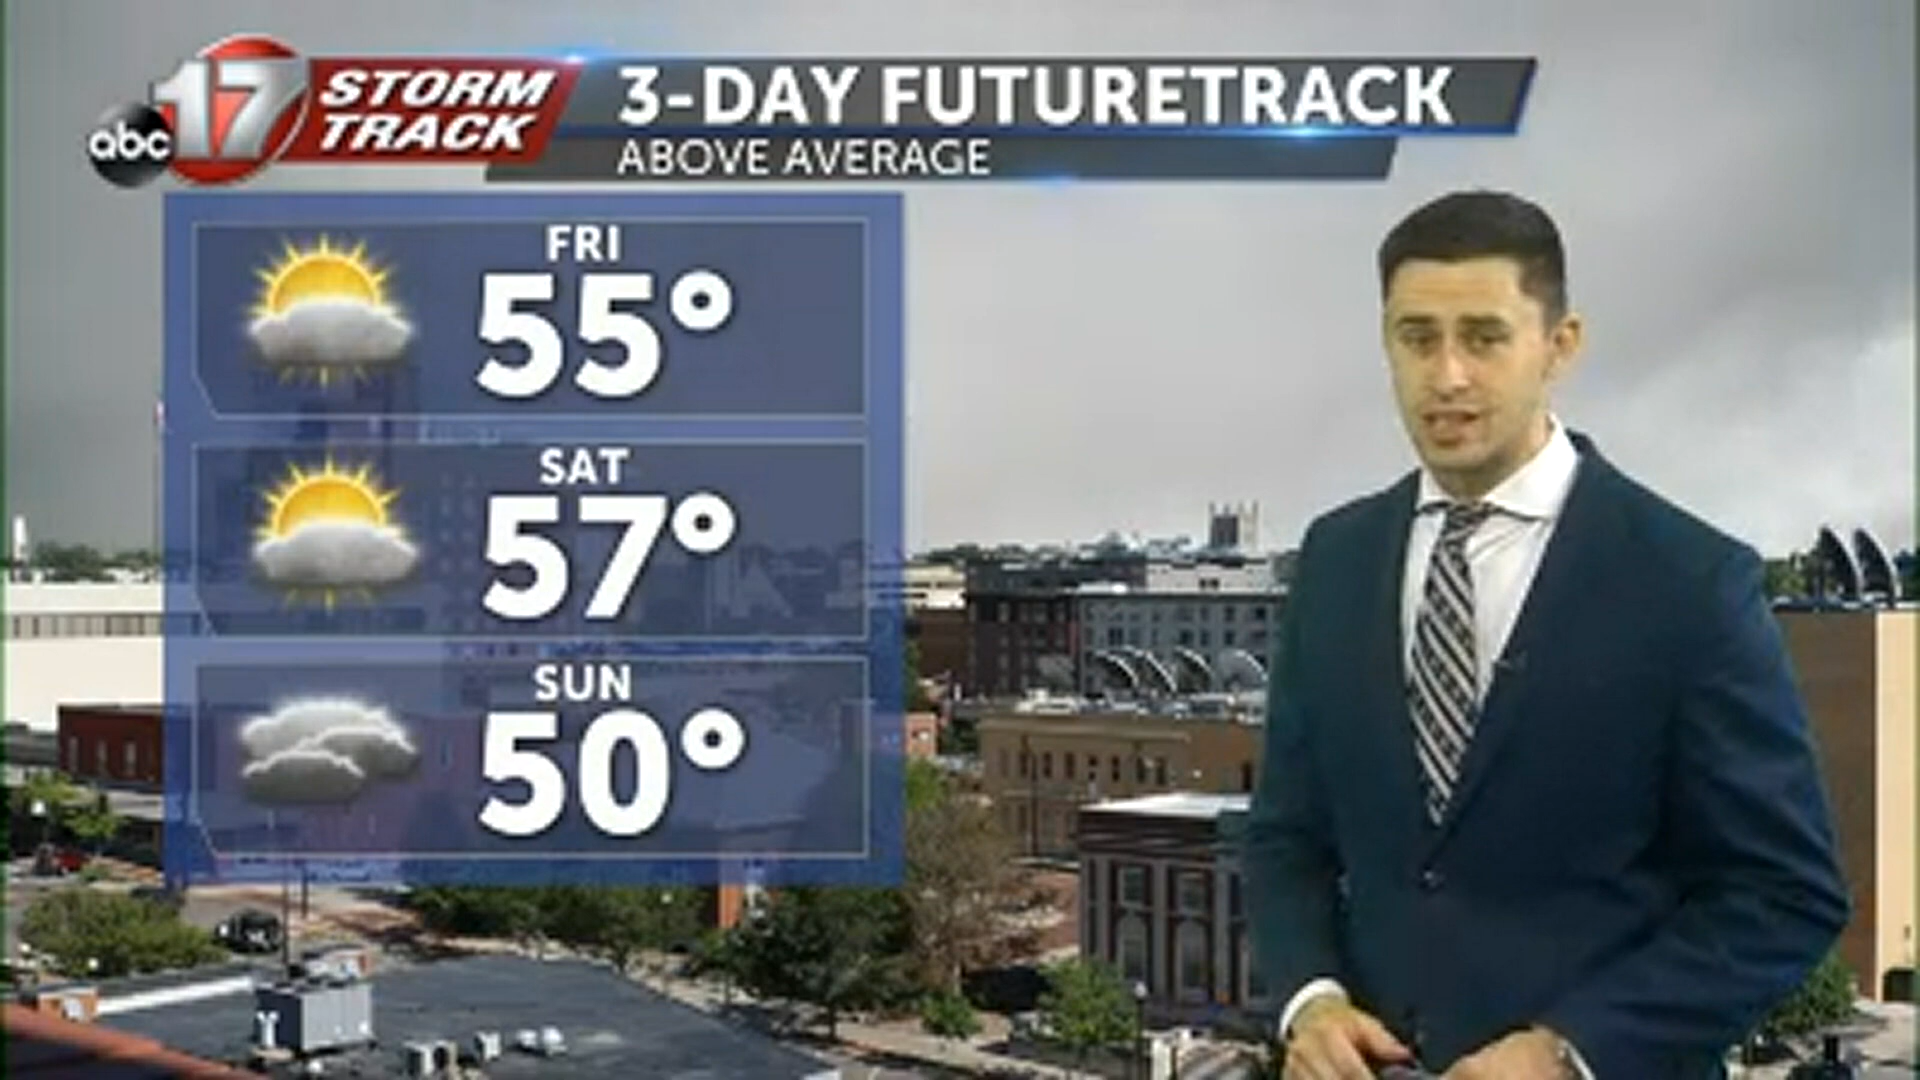 abc 17 STORM TRACK
3-DAY FUTURETRACK
ABOVE AVERAGE
FRI
55°
SAT
57°
SUN
50°